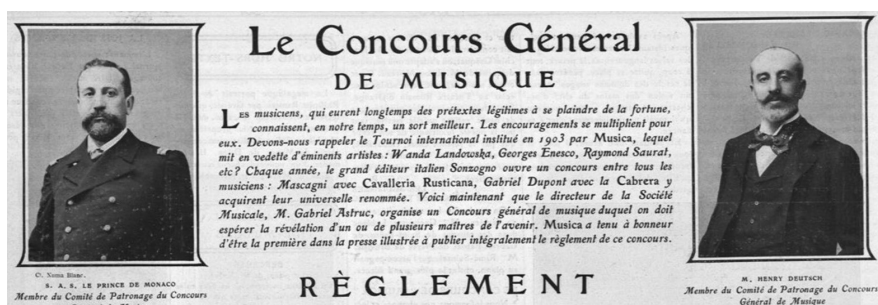 Le Concours Général
DE MUSIQUE
LES musiciens, qui eurent longtemps des prétextes légitimes à se plaindre de la fortune,
connaissent, en notre temps, un sort meilleur. Les encouragements se multiplient pour
eux. Devons-nous rappeler le Tournoi international institué en 1903 par Musica, lequel
mit en vedette d'éminents artistes : Wanda Landowska, Georges Enesco, Raymond Saurat,
etc ? Chaque année, le grand éditeur italien Sonzogno ouvre un concours entre tous les
musiciens : Mascagni avec Cavalleria Rusticana, Gabriel Dupont avec la Cabrera y
acquirent leur universelle renommée. Voici maintenant que le directeur de la Société
Musicale, M. Gabriel Astruc, organise un Concours général de musique duquel on doit
espérer la révélation d'un ou de plusieurs maîtres de l'avenir. Musica a tenu à honneur
d'être la première dans la presse illustrée à publier intégralement le règlement de ce concours.
RÈGLEMENT
Cl. Numa Blanc.
S. A. S. LE PRINCE DE MONACO
Membre du Comité de Patronage du Concours
M. HENRY DEUTSCH
Membre du Comité de Patronage du Concours
Général de Musique